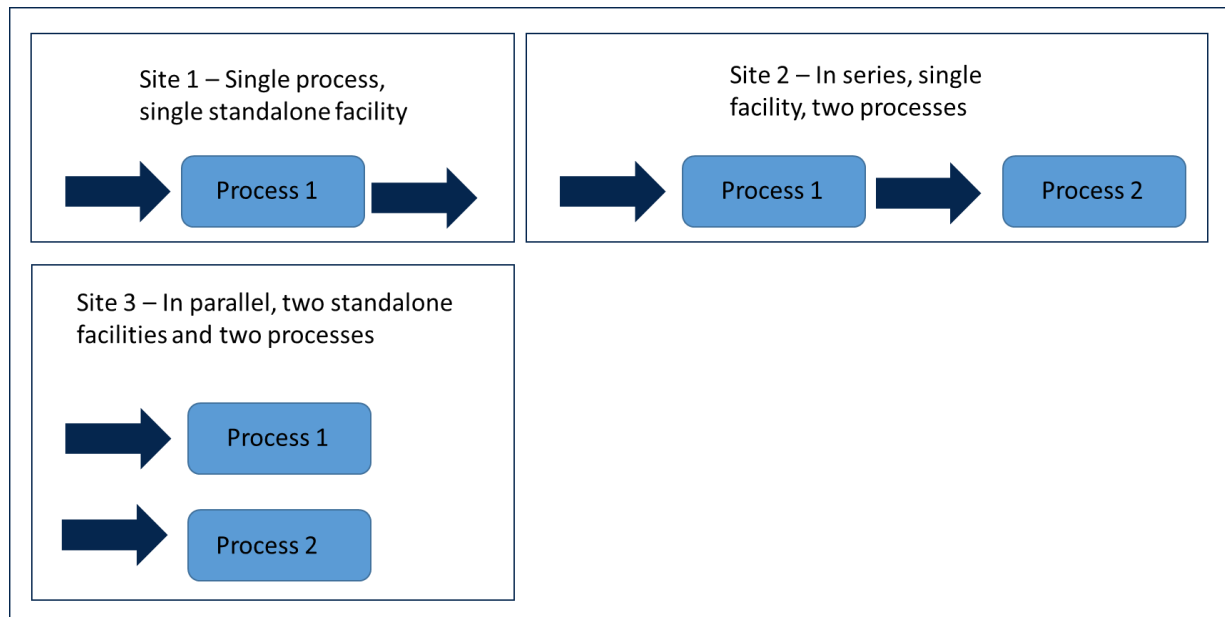 Site 1 – Single process,
single standalone facility
Process 1
Site 2 – In series, single
facility, two processes
Process 1
Process 2
Site 3 – In parallel, two standalone
facilities and two processes
Process 1
Process 2